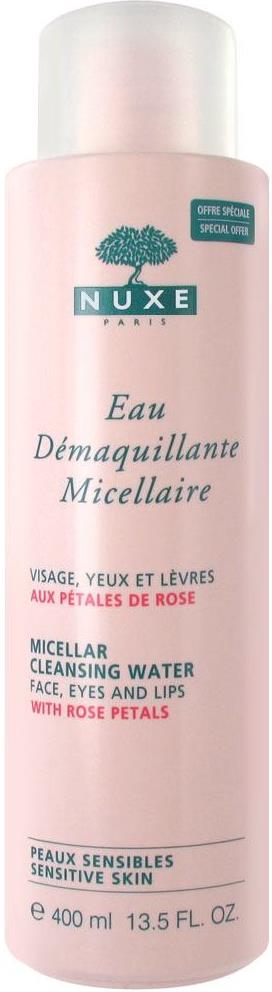 OFFRE SPÉCIALE
SPECIAL OFFER
NUXE
PARIS
Eau
Démaquillante
Micellaire
VISAGE, YEUX ET LÈVRES
AUX PÉTALES DE ROSE
MICELLAR
CLEANSING WATER
FACE, EYES AND LIPS
WITH ROSE PETALS
PEAUX SENSIBLES
SENSITIVE SKIN
e 400 ml 13.5 FL. OZ.